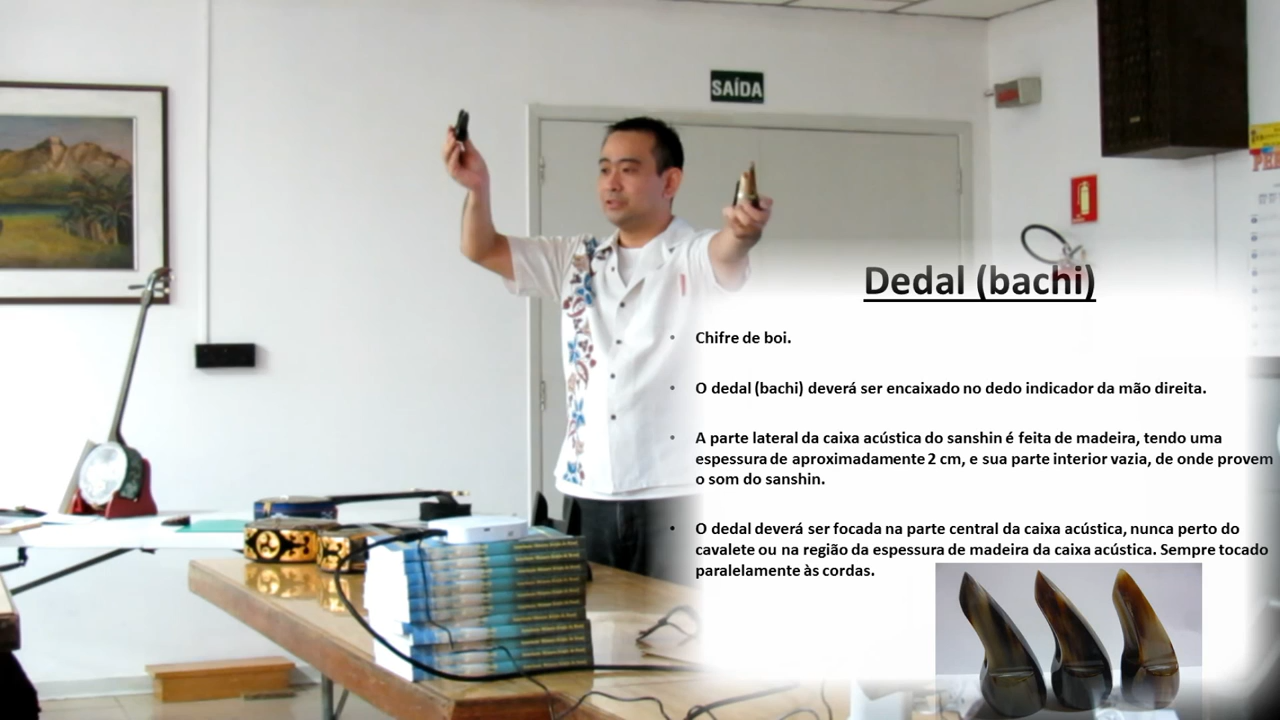 SAÍDA
Dedal (bachi)
• Chifre de boi.
• O dedal (bachi) deverá ser encaixado no dedo indicador da mão direita.
• A parte lateral da caixa acústica do sanshin é feita de madeira, tendo uma
espessura de aproximadamente 2 cm, e sua parte interior vazia, de onde provem
o som do sanshin.
• O dedal deverá ser focada na parte central da caixa acústica, nunca perto do
cavalete ou na região da espessura de madeira da caixa acústica. Sempre tocado
paralelamente às cordas.